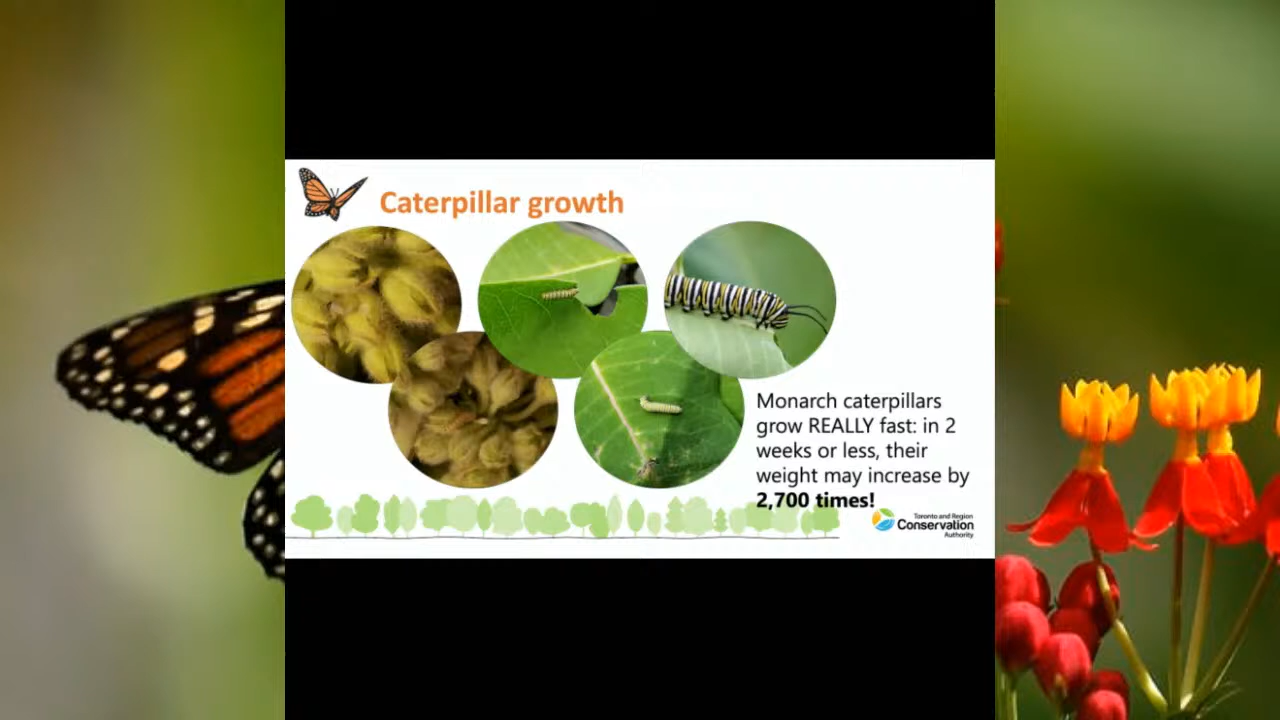 Caterpillar growth
Monarch caterpillars
grow REALLY fast: in 2
weeks or less, their
weight may increase by
2,700 times!
Toronto and Region
Conservation
Authority